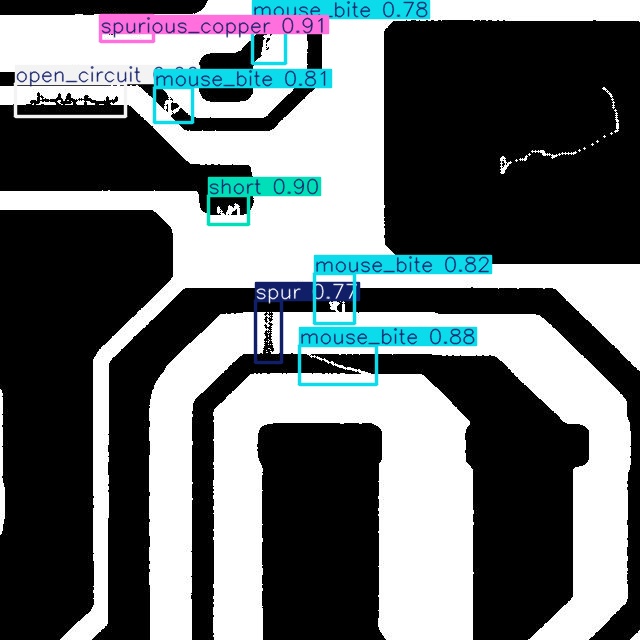 mouse_bite 0.78
spurious_copper 0.91
open_circuit
mouse_bite 0.81
short 0.90
mouse_bite 0.82
spur 0.77
mouse_bite 0.88